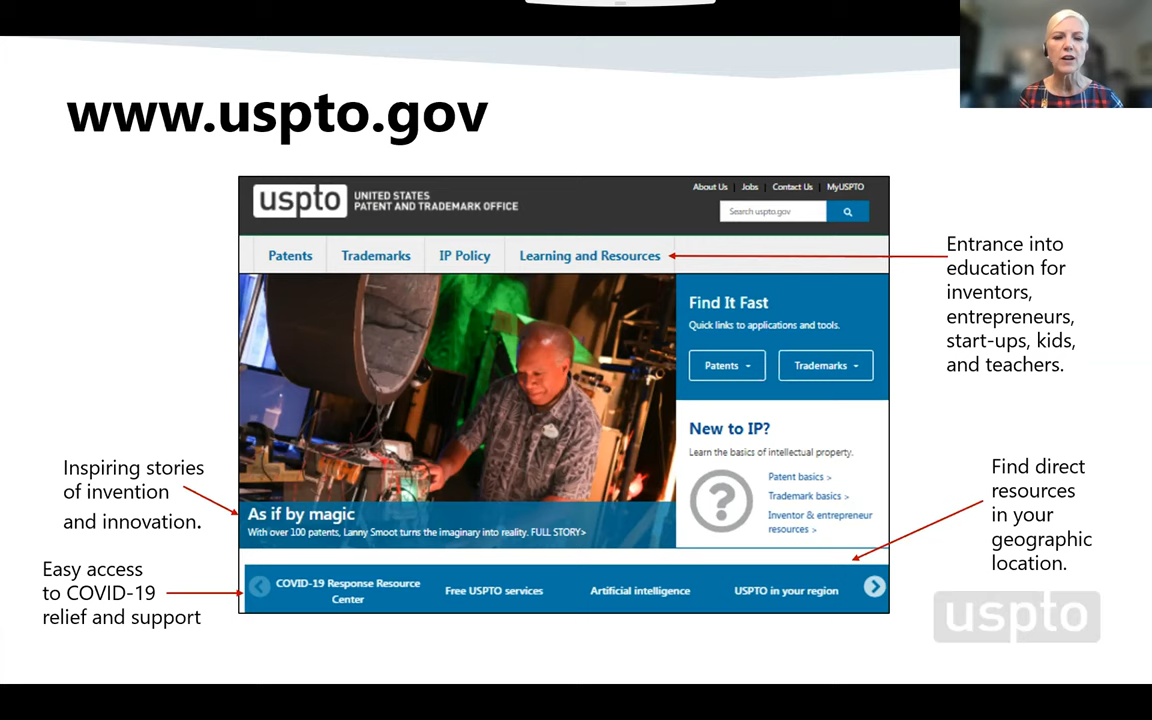 www.uspto.gov
uspto
UNITED STATES
PATENT AND TRADEMARK OFFICE
About Us | Jobs | Contact Us | MyUSPTO
Search uspto.gov
Patents
Trademarks
IP Policy
Learning and Resources
Entrance into
education for
inventors,
entrepreneurs,
start-ups, kids,
and teachers.
Find It Fast
Quick links to applications and tools.
Patents
Trademarks
New to IP?
Learn the basics of intellectual property.
Patent basics >
Trademark basics >
Inventor & entrepreneur
resources >
Inspiring stories
of invention
and innovation.
As if by magic
With over 100 patents, Lanny Smoot turns the imaginary into reality. FULL STORY>
Find direct
resources
in your
geographic
location.
Easy access
to COVID-19
relief and support
COVID-19 Response Resource
Center
Free USPTO services
Artificial intelligence
USPTO in your region
uspto